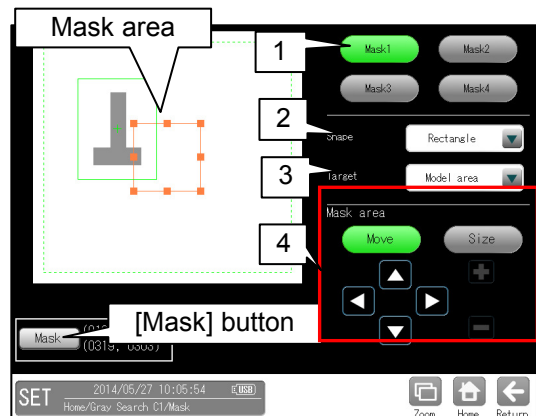 Mask area
1
Mask1
Mask2
Mask3
Mask4
2
Shape
Rectangle
3
Target
Model area
Mask area
4
Move
Size
[Mask] button
Mask
(0319, 0303)
SET
2014/05/27 10:05:54
USB
Home/Gray Search C1/Mask
Zoom
Home
Return